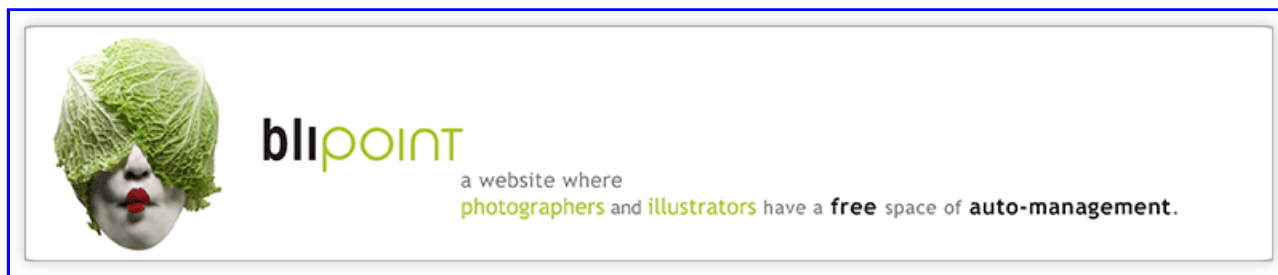 blipoint
a website where
photographers and illustrators have a free space of auto-management.